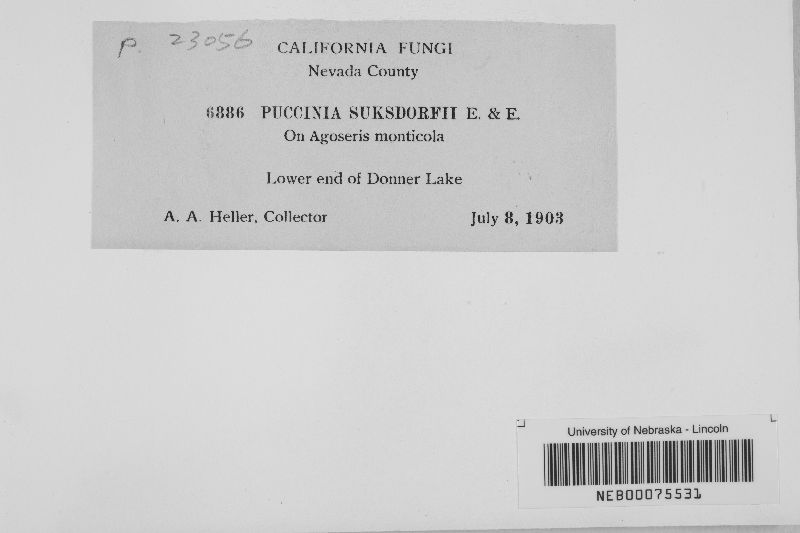 p. 23056
CALIFORNIA FUNGI
Nevada County
6886 PUCCINIA SUKSDORFII E. & E.
On Agoseris monticola
Lower end of Donner Lake
A. A. Heller, Collector July 8, 1903
University of Nebraska - Lincoln
NEB00075531